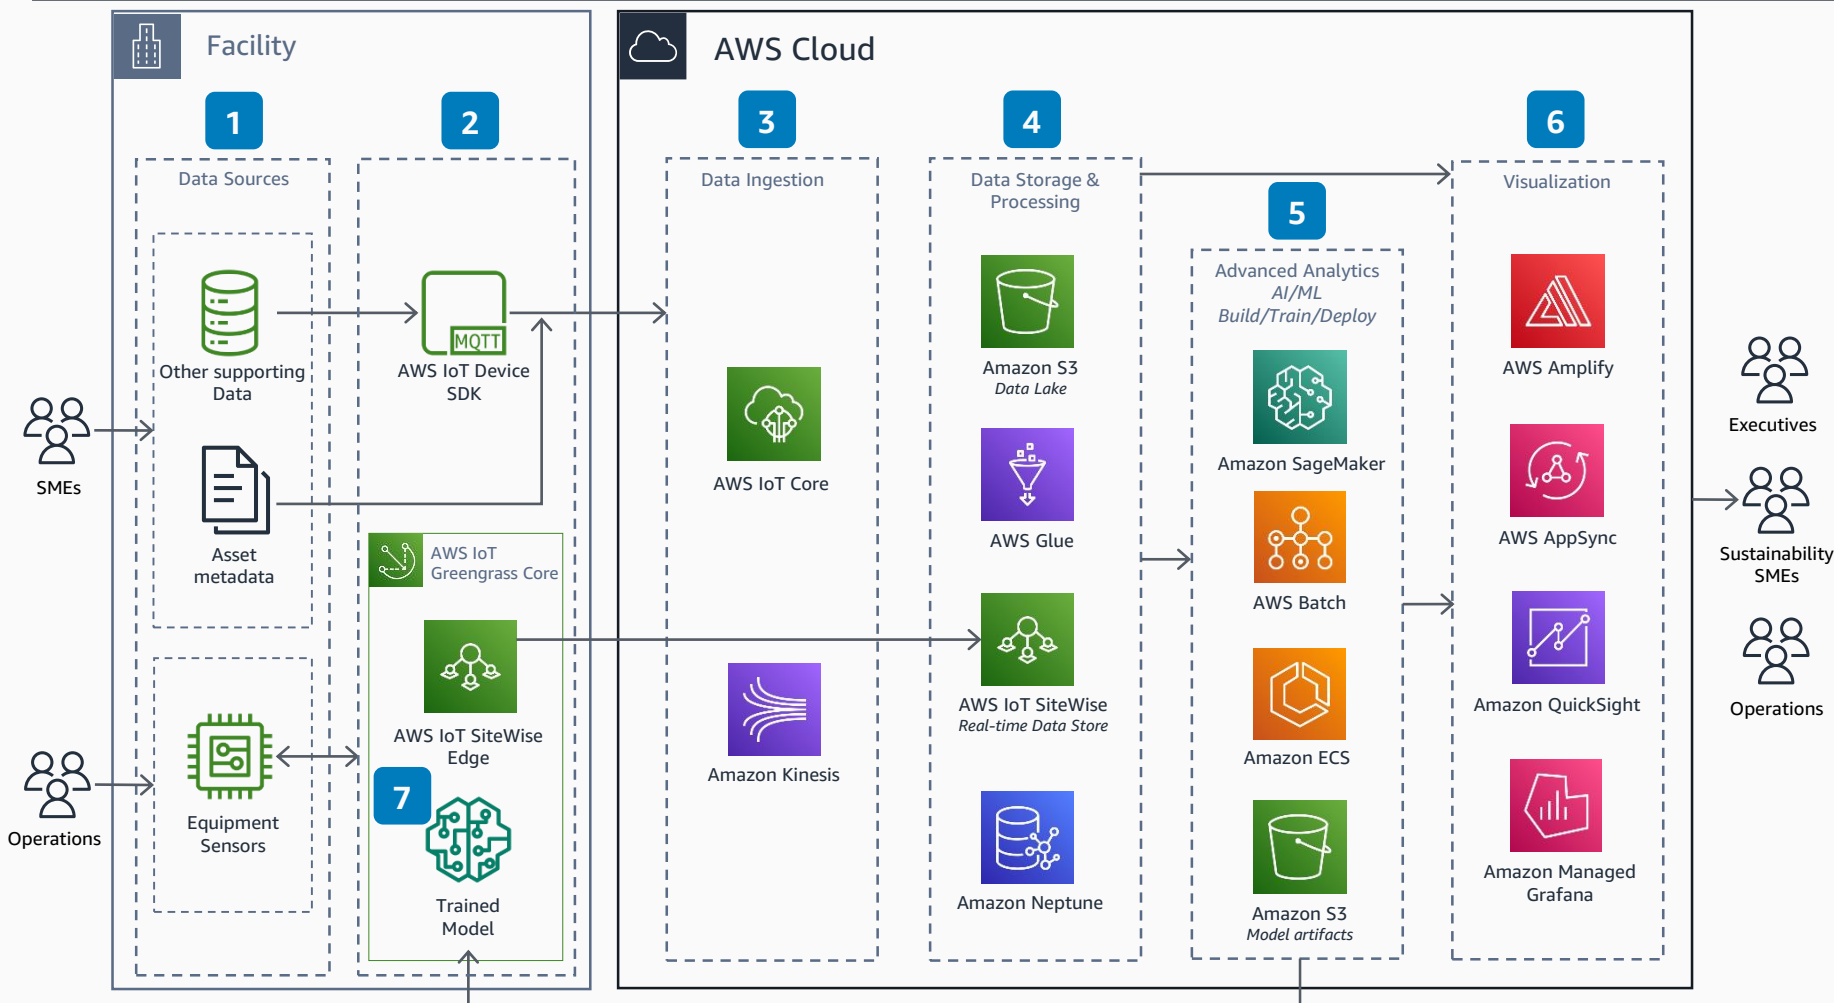 Facility
AWS Cloud
1
2
3
4
5
6
7
Data Sources
Other supporting
Data
Asset
metadata
Equipment
Sensors
SMEs
Operations
MQTT
AWS IoT Device
SDK
AWS IoT
Greengrass Core
AWS IoT SiteWise
Edge
Trained
Model
Data Ingestion
AWS IoT Core
Amazon Kinesis
Data Storage &
Processing
Amazon S3
Data Lake
AWS Glue
AWS IoT SiteWise
Real-time Data Store
Amazon Neptune
Advanced Analytics
AI/ML
Build/Train/Deploy
Amazon SageMaker
AWS Batch
Amazon ECS
Amazon S3
Model artifacts
Visualization
AWS Amplify
AWS AppSync
Amazon QuickSight
Amazon Managed
Grafana
Executives
Sustainability
SMEs
Operations